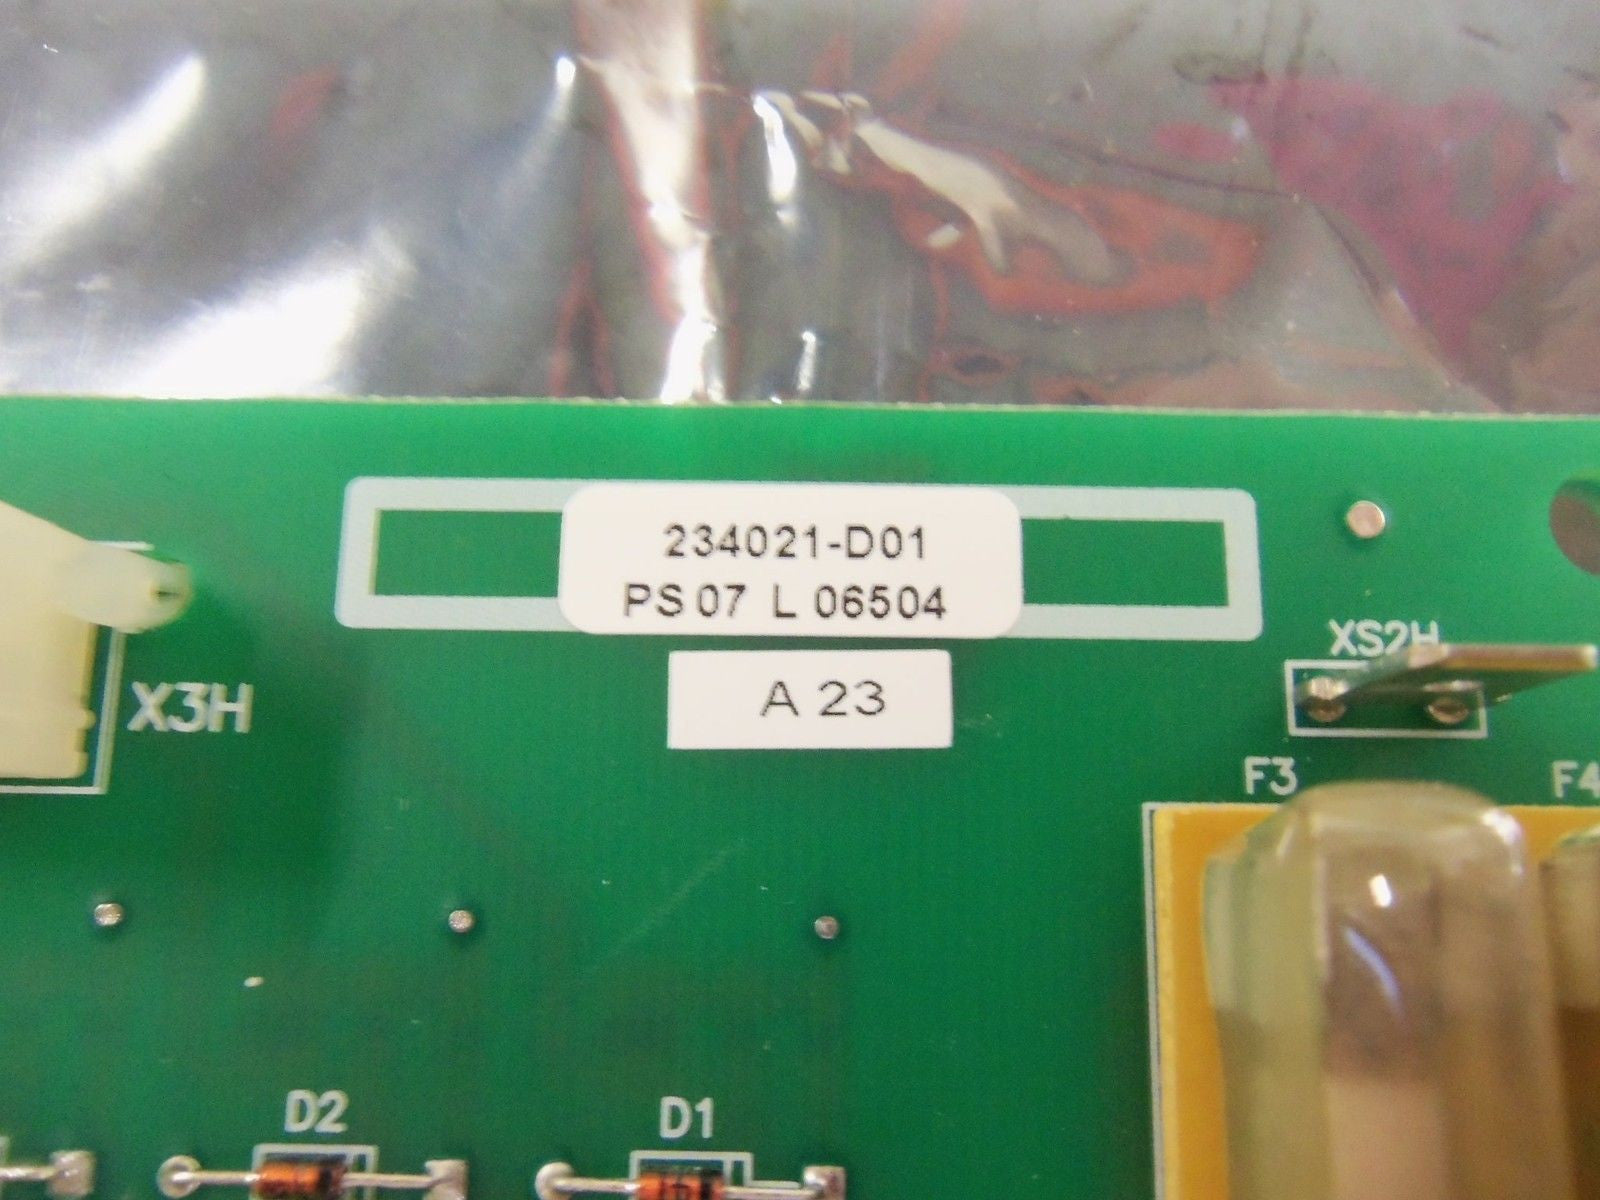 234021-D01
PS 07 L 06504
A 23
XS2H
X3H
F3
F4
D2
D1